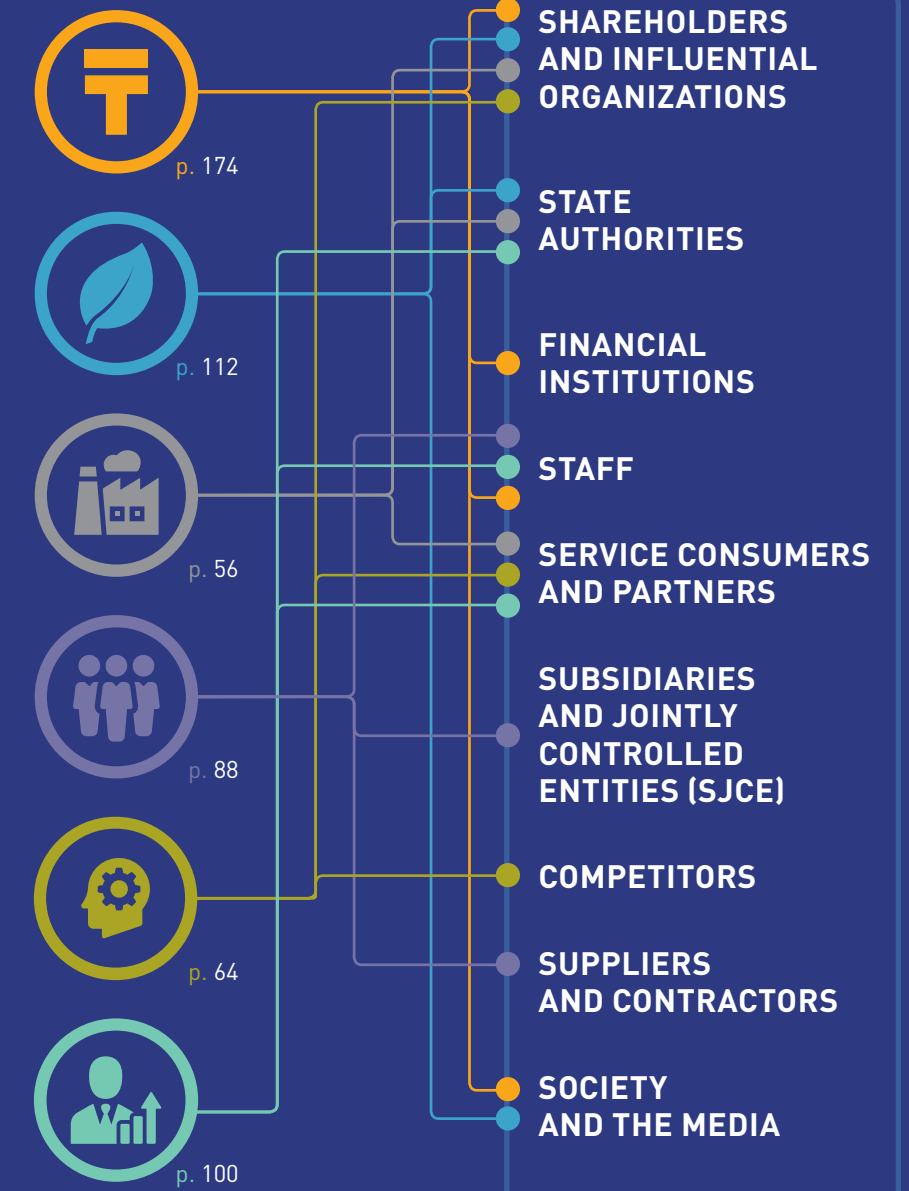 p. 174
p. 112
p. 56
p. 88
p. 64
p. 100
SHAREHOLDERS
AND INFLUENTIAL
ORGANIZATIONS
STATE
AUTHORITIES
FINANCIAL
INSTITUTIONS
STAFF
SERVICE CONSUMERS
AND PARTNERS
SUBSIDIARIES
AND JOINTLY
CONTROLLED
ENTITIES (SJCE)
COMPETITORS
SUPPLIERS
AND CONTRACTORS
SOCIETY
AND THE MEDIA